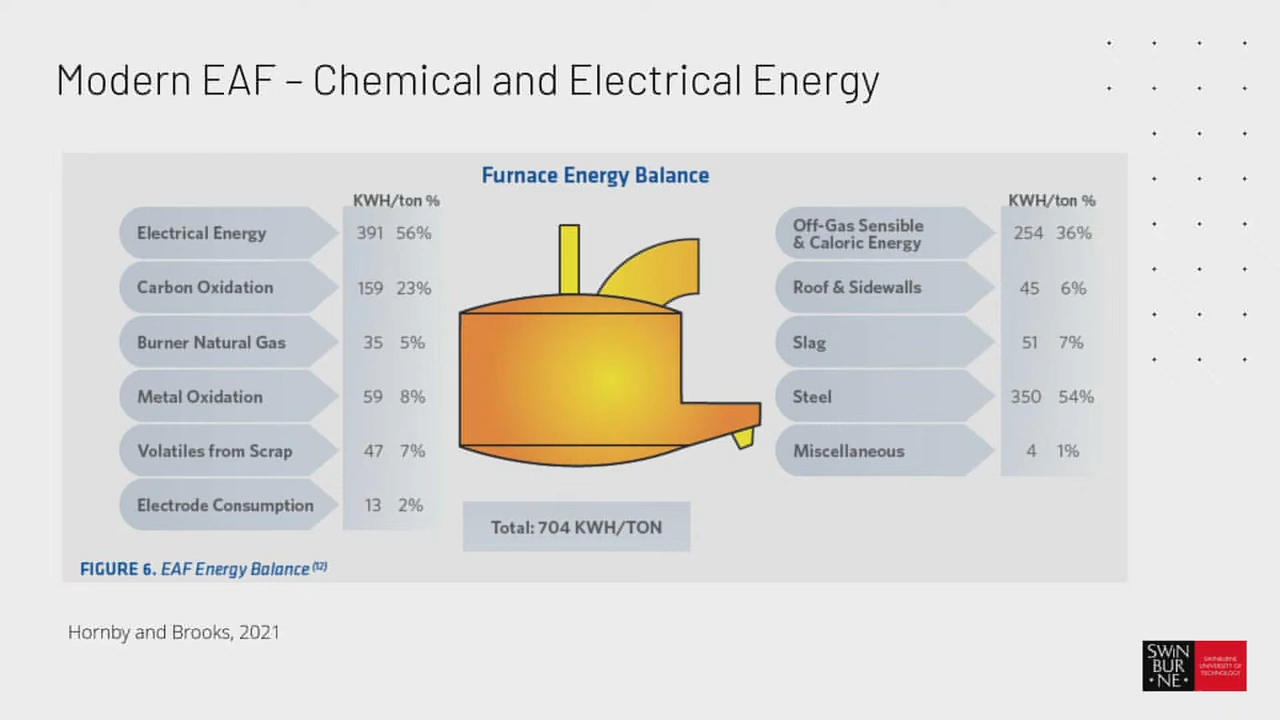 Modern EAF – Chemical and Electrical Energy
Furnace Energy Balance
KWH/ton %
Electrical Energy 391 56%
Carbon Oxidation 159 23%
Burner Natural Gas 35 5%
Metal Oxidation 59 8%
Volatiles from Scrap 47 7%
Electrode Consumption 13 2%
KWH/ton %
Off-Gas Sensible
& Caloric Energy 254 36%
Roof & Sidewalls 45 6%
Slag 51 7%
Steel 350 54%
Miscellaneous 4 1%
Total: 704 KWH/TON
FIGURE 6. EAF Energy Balance (12)
Hornby and Brooks, 2021
SWIN
BUR
• NE •
SWINBURNE
UNIVERSITY OF
TECHNOLOGY